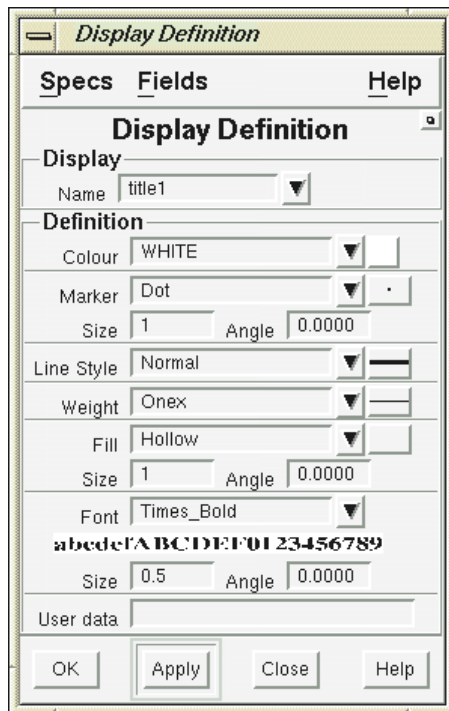 Display Definition
Specs Fields Help
Display Definition
Display
Name title1
Definition
Colour WHITE
Marker Dot
Size 1 Angle 0.0000
Line Style Normal
Weight Onex
Fill Hollow
Size 1 Angle 0.0000
Font Times_Bold
abcdefABCDEF0123456789
Size 0.5 Angle 0.0000
User data
OK Apply Close Help